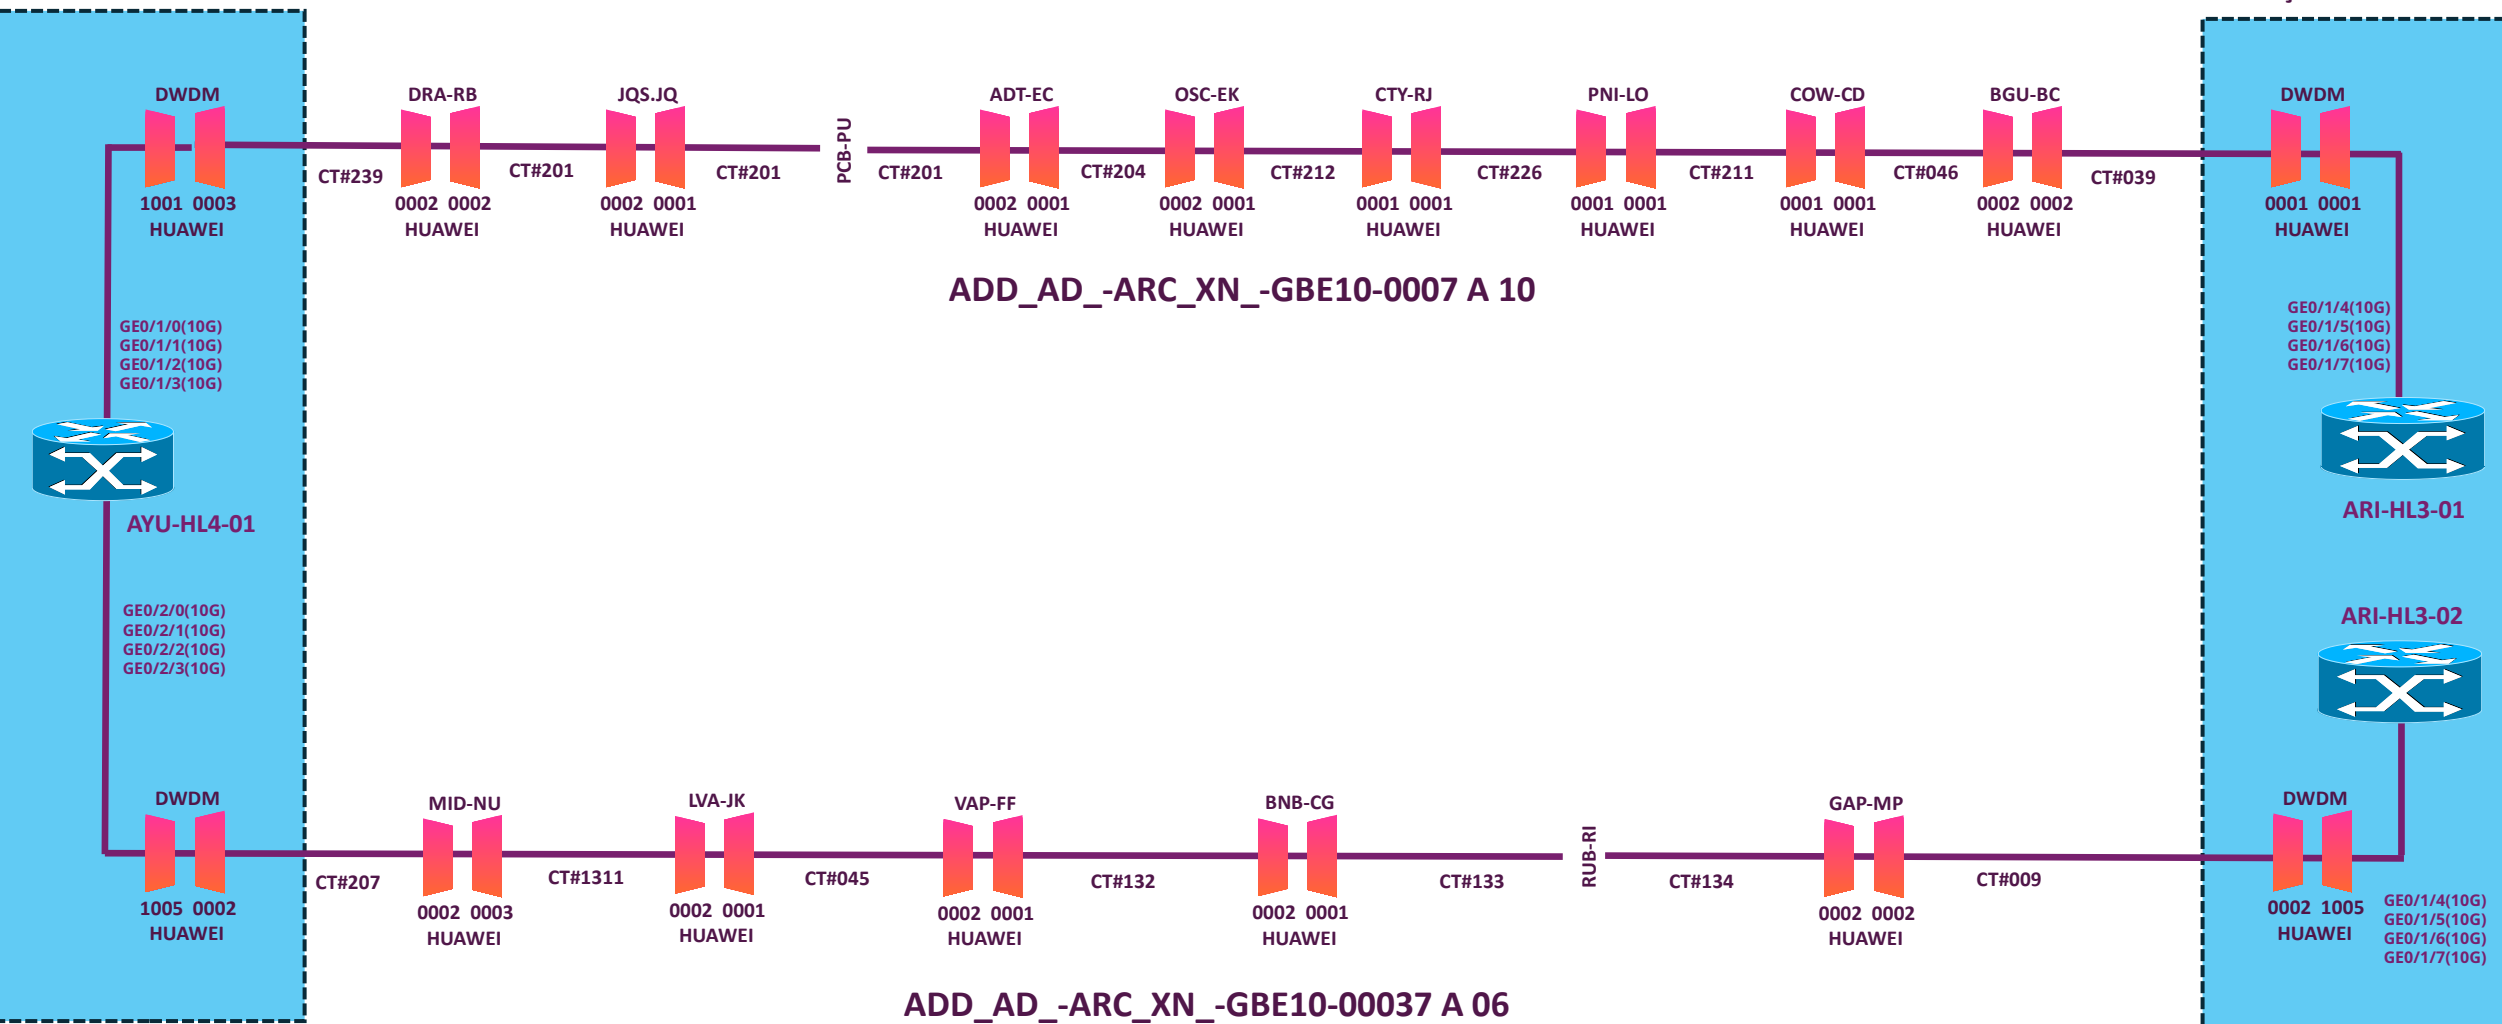 DWDM
DRA-RB
JQS.JQ
PCB-PU
ADT-EC
OSC-EK
CTY-RJ
PNI-LO
COW-CD
BGU-BC
DWDM
CT#239
CT#201
CT#201
CT#201
CT#204
CT#212
CT#226
CT#211
CT#046
CT#039
1001 0003
0002 0002
0002 0001
0002 0001
0002 0001
0001 0001
0001 0001
0001 0001
0002 0002
0001 0001
HUAWEI
HUAWEI
HUAWEI
HUAWEI
HUAWEI
HUAWEI
HUAWEI
HUAWEI
HUAWEI
HUAWEI
ADD_AD_-ARC_XN_-GBE10-0007 A 10
GE0/1/0(10G)
GE0/1/1(10G)
GE0/1/2(10G)
GE0/1/3(10G)
GE0/1/4(10G)
GE0/1/5(10G)
GE0/1/6(10G)
GE0/1/7(10G)
AYU-HL4-01
ARI-HL3-01
GE0/2/0(10G)
GE0/2/1(10G)
GE0/2/2(10G)
GE0/2/3(10G)
ARI-HL3-02
DWDM
MID-NU
LVA-JK
VAP-FF
BNB-CG
RUB-RI
GAP-MP
DWDM
CT#207
CT#1311
CT#045
CT#132
CT#133
CT#134
CT#009
1005 0002
0002 0003
0002 0001
0002 0001
0002 0001
0002 0002
0002 1005
HUAWEI
HUAWEI
HUAWEI
HUAWEI
HUAWEI
HUAWEI
HUAWEI
GE0/1/4(10G)
GE0/1/5(10G)
GE0/1/6(10G)
GE0/1/7(10G)
ADD_AD_-ARC_XN_-GBE10-00037 A 06